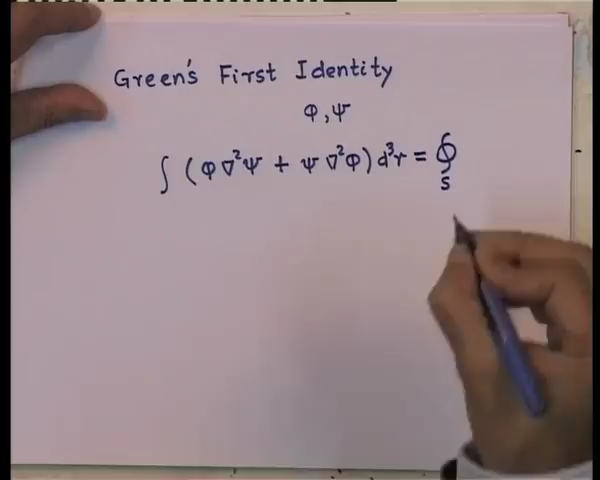 Green's First Identity
φ, ψ
∫ (φ ∇²ψ + ψ ∇²φ) d³r = ∮
S